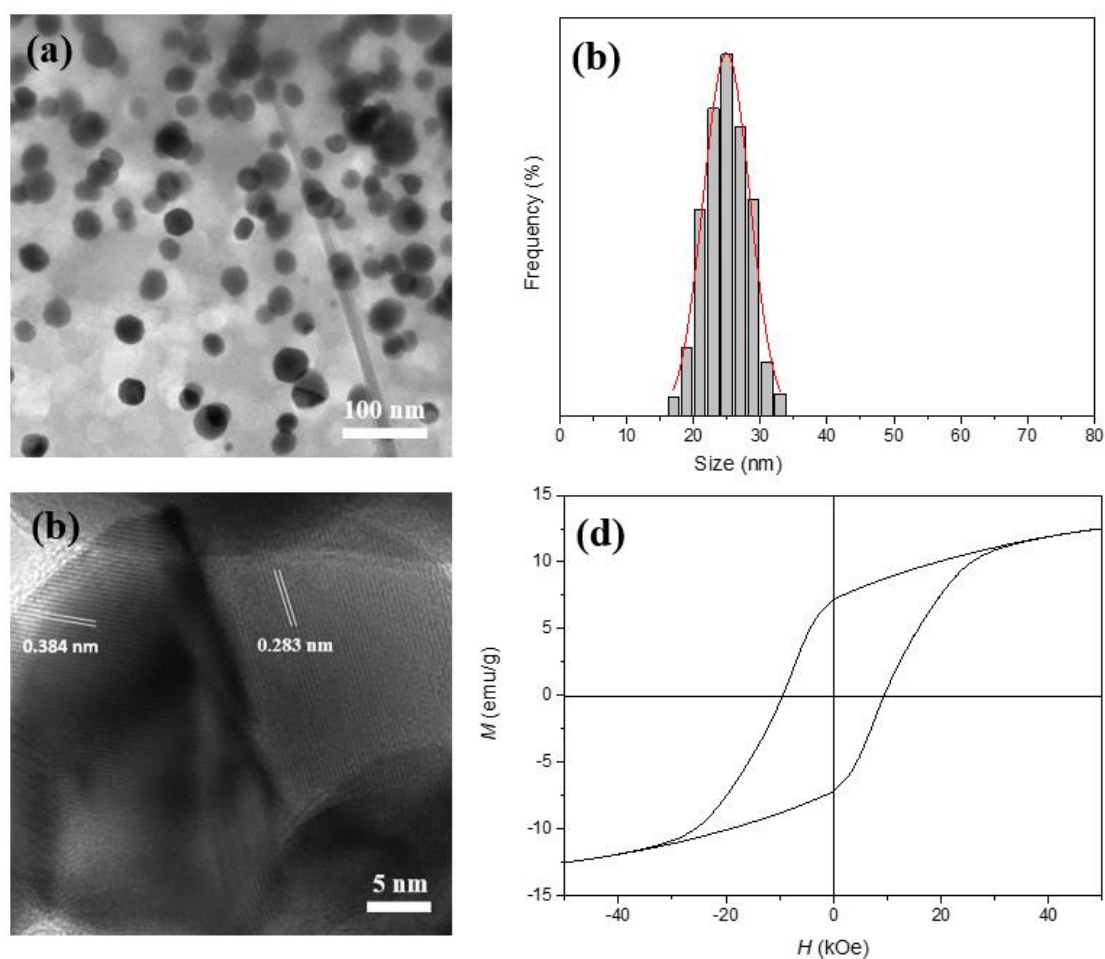 (a)
100 nm
(b)
Frequency (%)
0 10 20 30 40 50 60 70 80
Size (nm)
(b)
0.384 nm
0.283 nm
5 nm
(d)
M (emu/g)
15
10
5
0
-5
-10
-15
-40 -20 0 20 40
H (kOe)